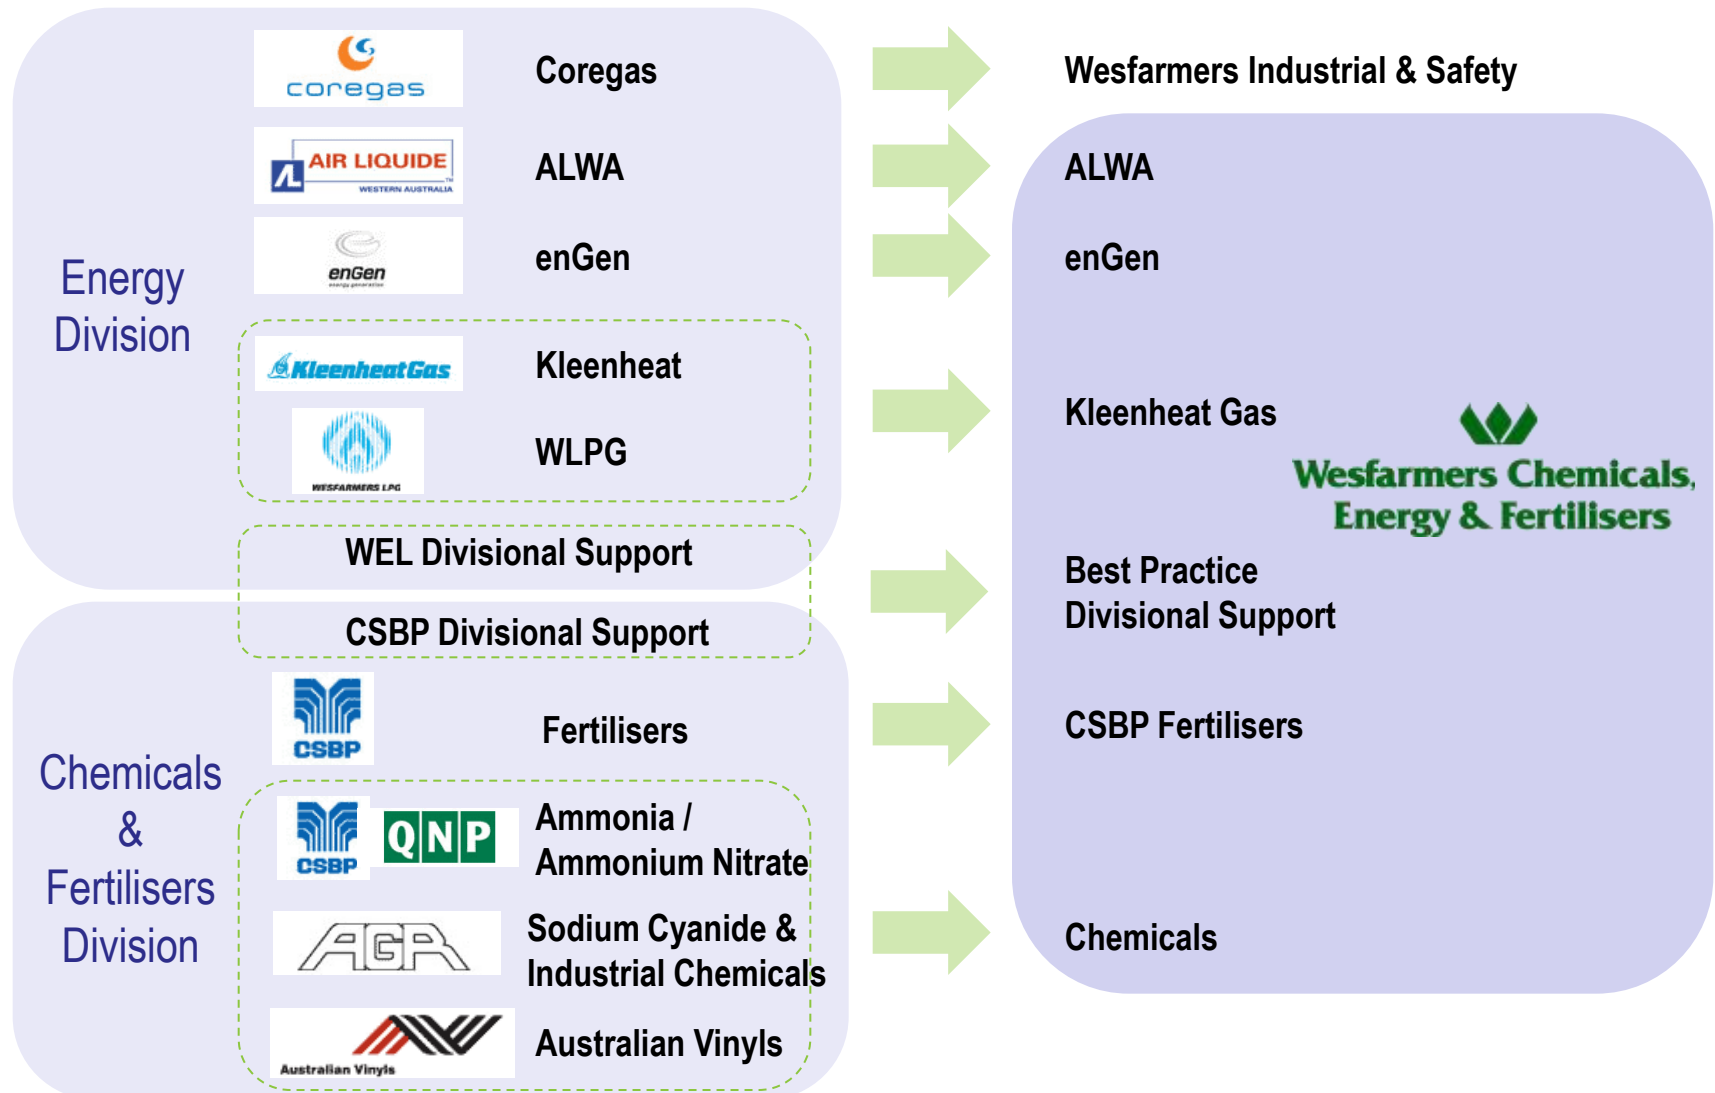 coregas
Coregas
Wesfarmers Industrial & Safety
AIR LIQUIDE
WESTERN AUSTRALIA
ALWA
ALWA
enGen
energy generation
enGen
enGen
Energy
Division
KleenheatGas
Kleenheat
Kleenheat Gas
WESFARMERS LPG
WLPG
Wesfarmers Chemicals,
Energy & Fertilisers
WEL Divisional Support
CSBP Divisional Support
Best Practice
Divisional Support
CSBP
Fertilisers
CSBP Fertilisers
Chemicals
&
Fertilisers
Division
CSBP
QNP
Ammonia /
Ammonium Nitrate
AGR
Sodium Cyanide &
Industrial Chemicals
Chemicals
Australian Vinyls
Australian Vinyls